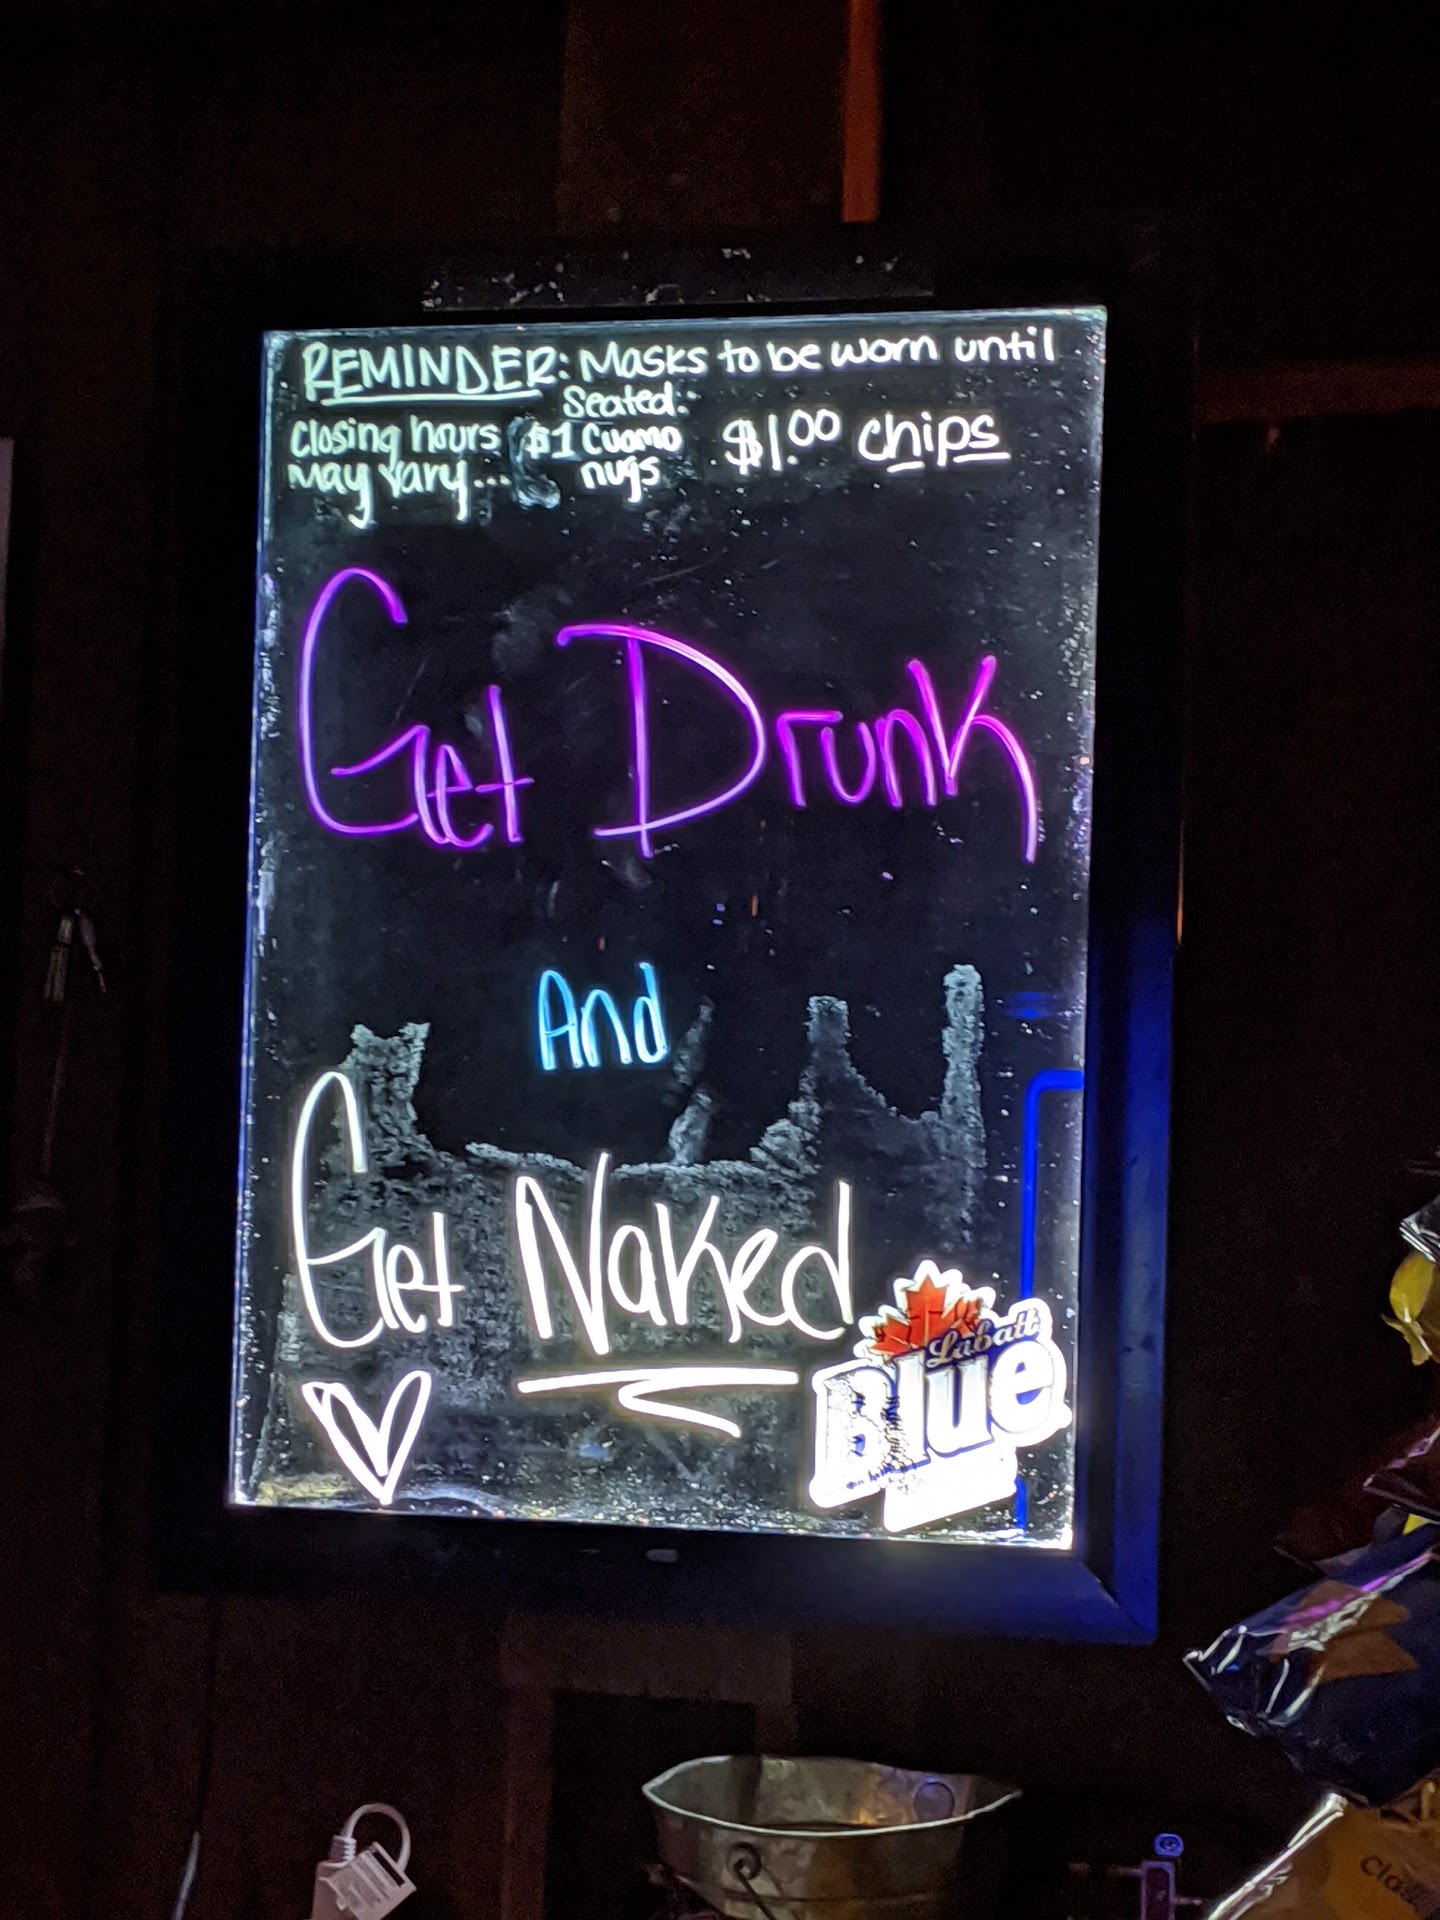 REMINDER: Masks to be worn until
Seated.
Closing hours
may vary...
$1 Cuomo
nugs
$1.00 chips
Get Drunk
And
Get Naked
Labatt
Blue
Clas